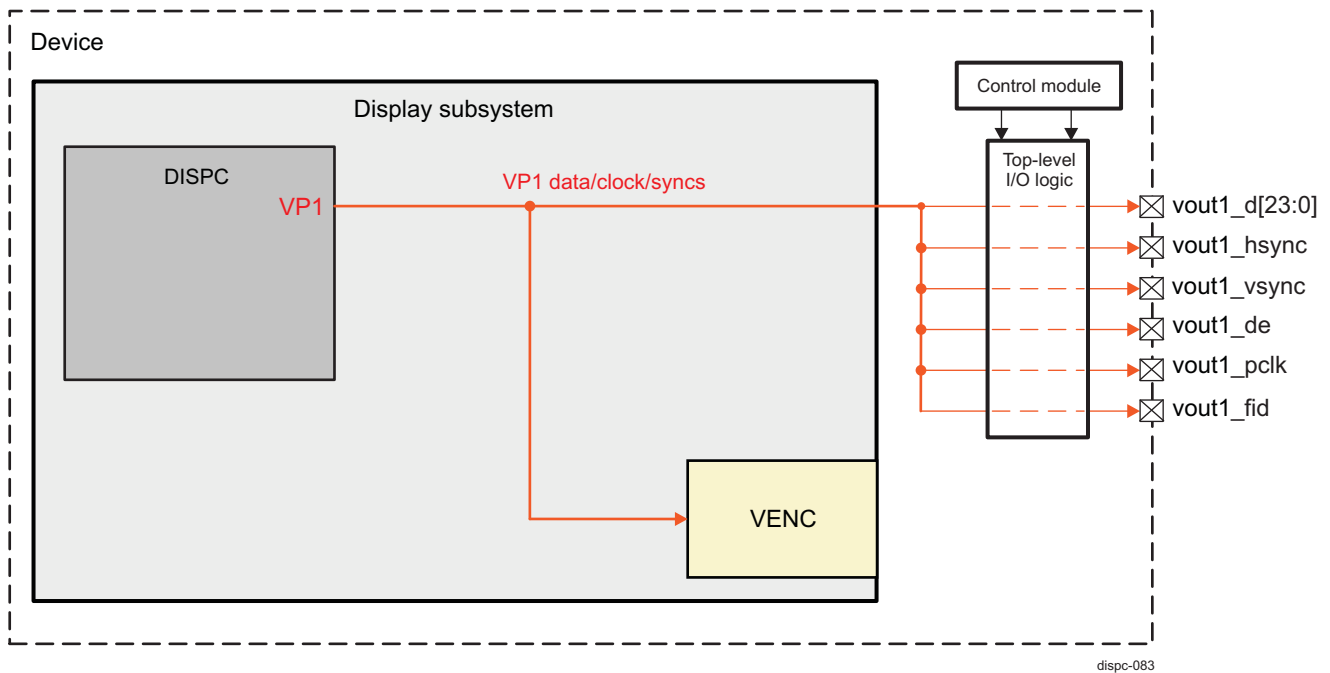 Device
Control module
Display subsystem
Top-level
I/O logic
DISPC
VP1 data/clock/syncs
VP1
vout1_d[23:0]
vout1_hsync
vout1_vsync
vout1_de
vout1_pclk
vout1_fid
VENC
dispc-083